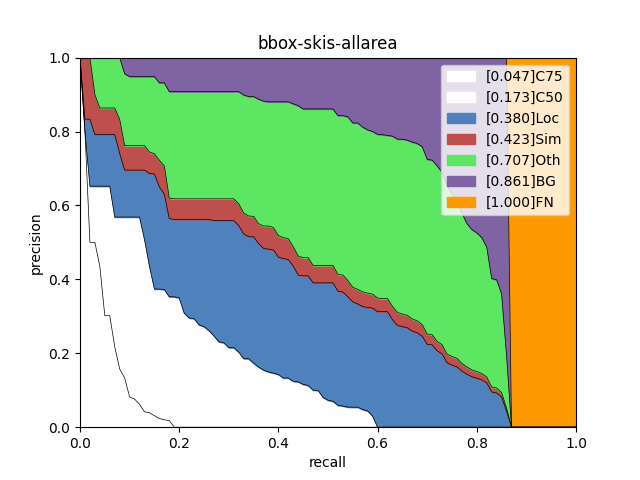 bbox-skis-allarea
1.0
0.8
0.6
0.4
0.2
0.0
precision
[0.047]C75
[0.173]C50
[0.380]Loc
[0.423]Sim
[0.707]Oth
[0.861]BG
[1.000]FN
0.0 0.2 0.4 0.6 0.8 1.0
recall